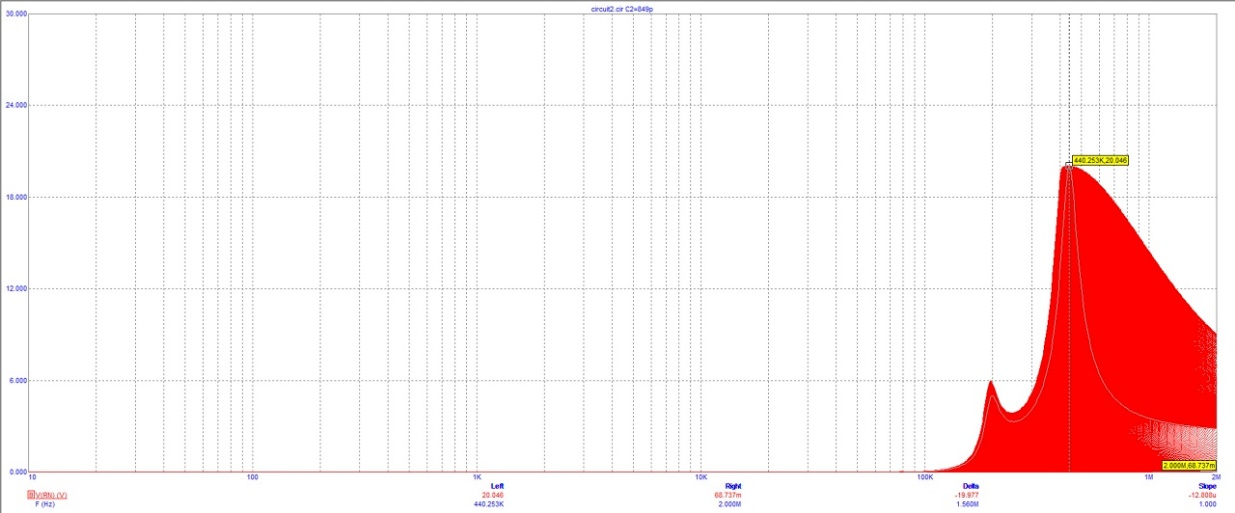 circuit2.cir C2=849p
30.000
24.000
18.000
12.000
6.000
0.000
440.253K,20.046
2.000M,68.737m
10 100 1K 10K 100K 1M 2M
Left Right Delta Slope
V(RN) (V) 20.046 68.737m -19.977 -12.808u
F (Hz) 440.253K 2.000M 1.560M 1.000